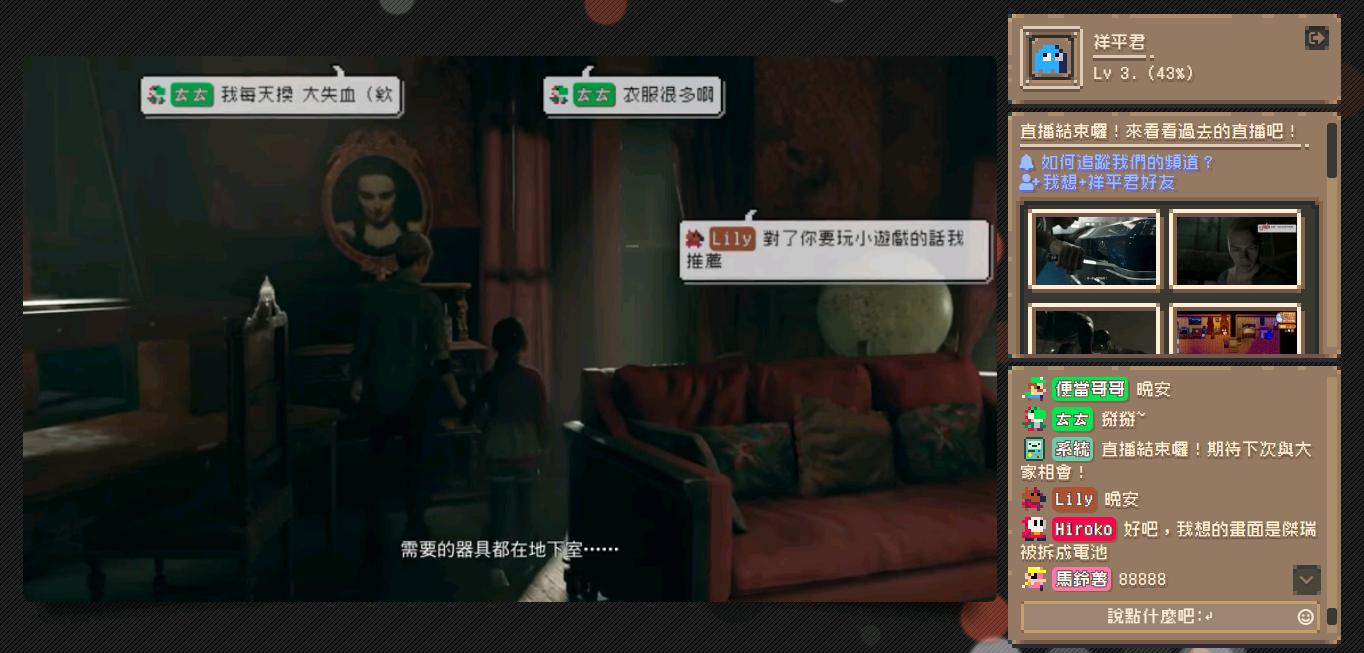 厺厺 我每天換 大失血（欸
厺厺 衣服很多啊
Lily 對了你要玩小遊戲的話我
推薦
需要的器具都在地下室⋯⋯
祥平君
Lv 3. (43%)
直播結束囉！來看看過去的直播吧！
如何追蹤我們的頻道？
我想+祥平君好友
便當哥哥 晚安
厺厺 掰掰~
系統 直播結束囉！期待下次與大
家相會！
Lily 晚安
Hiroko 好吧，我想的畫面是傑瑞
被拆成電池
馬鈴薯 88888
說點什麼吧:↲